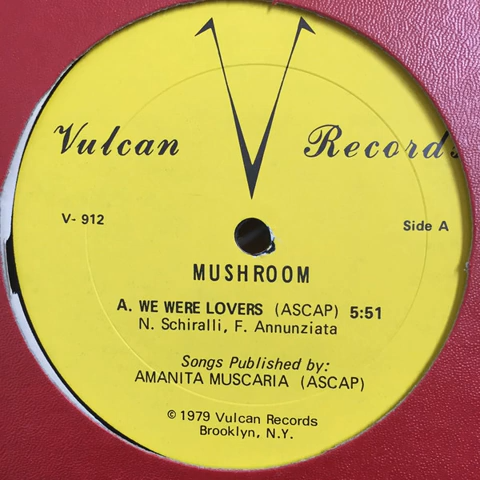 Vulcan Records
V- 912
Side A
MUSHROOM
A. WE WERE LOVERS (ASCAP) 5:51
N. Schiralli, F. Annunziata
Songs Published by:
AMANITA MUSCARIA (ASCAP)
© 1979 Vulcan Records
Brooklyn, N.Y.